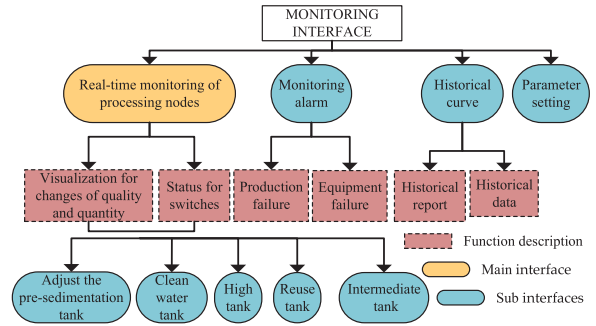 MONITORING
INTERFACE
Real-time monitoring of
processing nodes
Monitoring
alarm
Historical
curve
Parameter
setting
Visualization for
changes of quality
and quantity
Status for
switches
Production
failure
Equipment
failure
Historical
report
Historical
data
Function description
Main interface
Sub interfaces
Adjust the
pre-sedimentation
tank
Clean
water tank
High
tank
Reuse
tank
Intermediate
tank